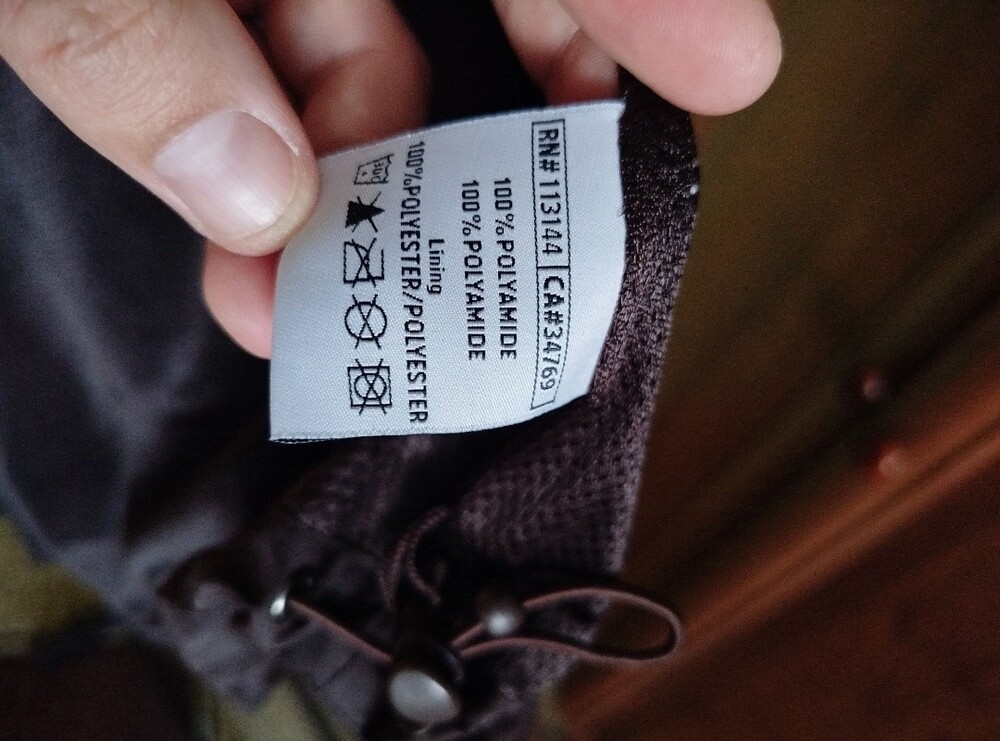 RN# 113144 CA#34769
100%POLYAMIDE
100%POLYAMIDE
Lining
100%POLYESTER/POLYESTER